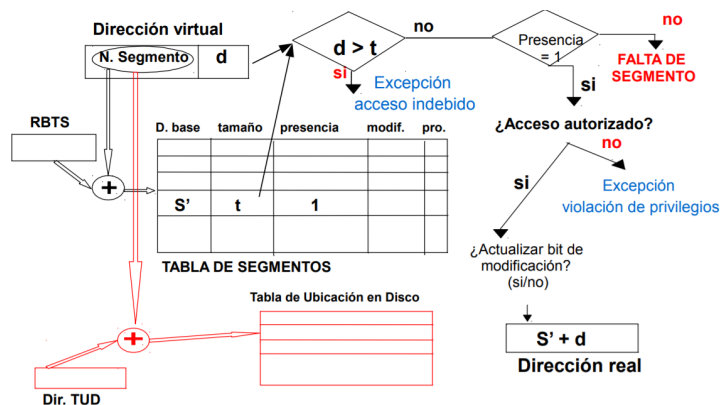 Dirección virtual
N. Segmento
d
d > t
no
si
Excepción
acceso indebido
Presencia
= 1
no
FALTA DE
SEGMENTO
si
RBTS
+
D. base tamaño presencia modif. pro.
S' t 1
TABLA DE SEGMENTOS
¿Acceso autorizado?
no
si
Excepción
violación de privilegios
¿Actualizar bit de
modificación?
(si/no)
S' + d
Dirección real
Tabla de Ubicación en Disco
+
Dir. TUD